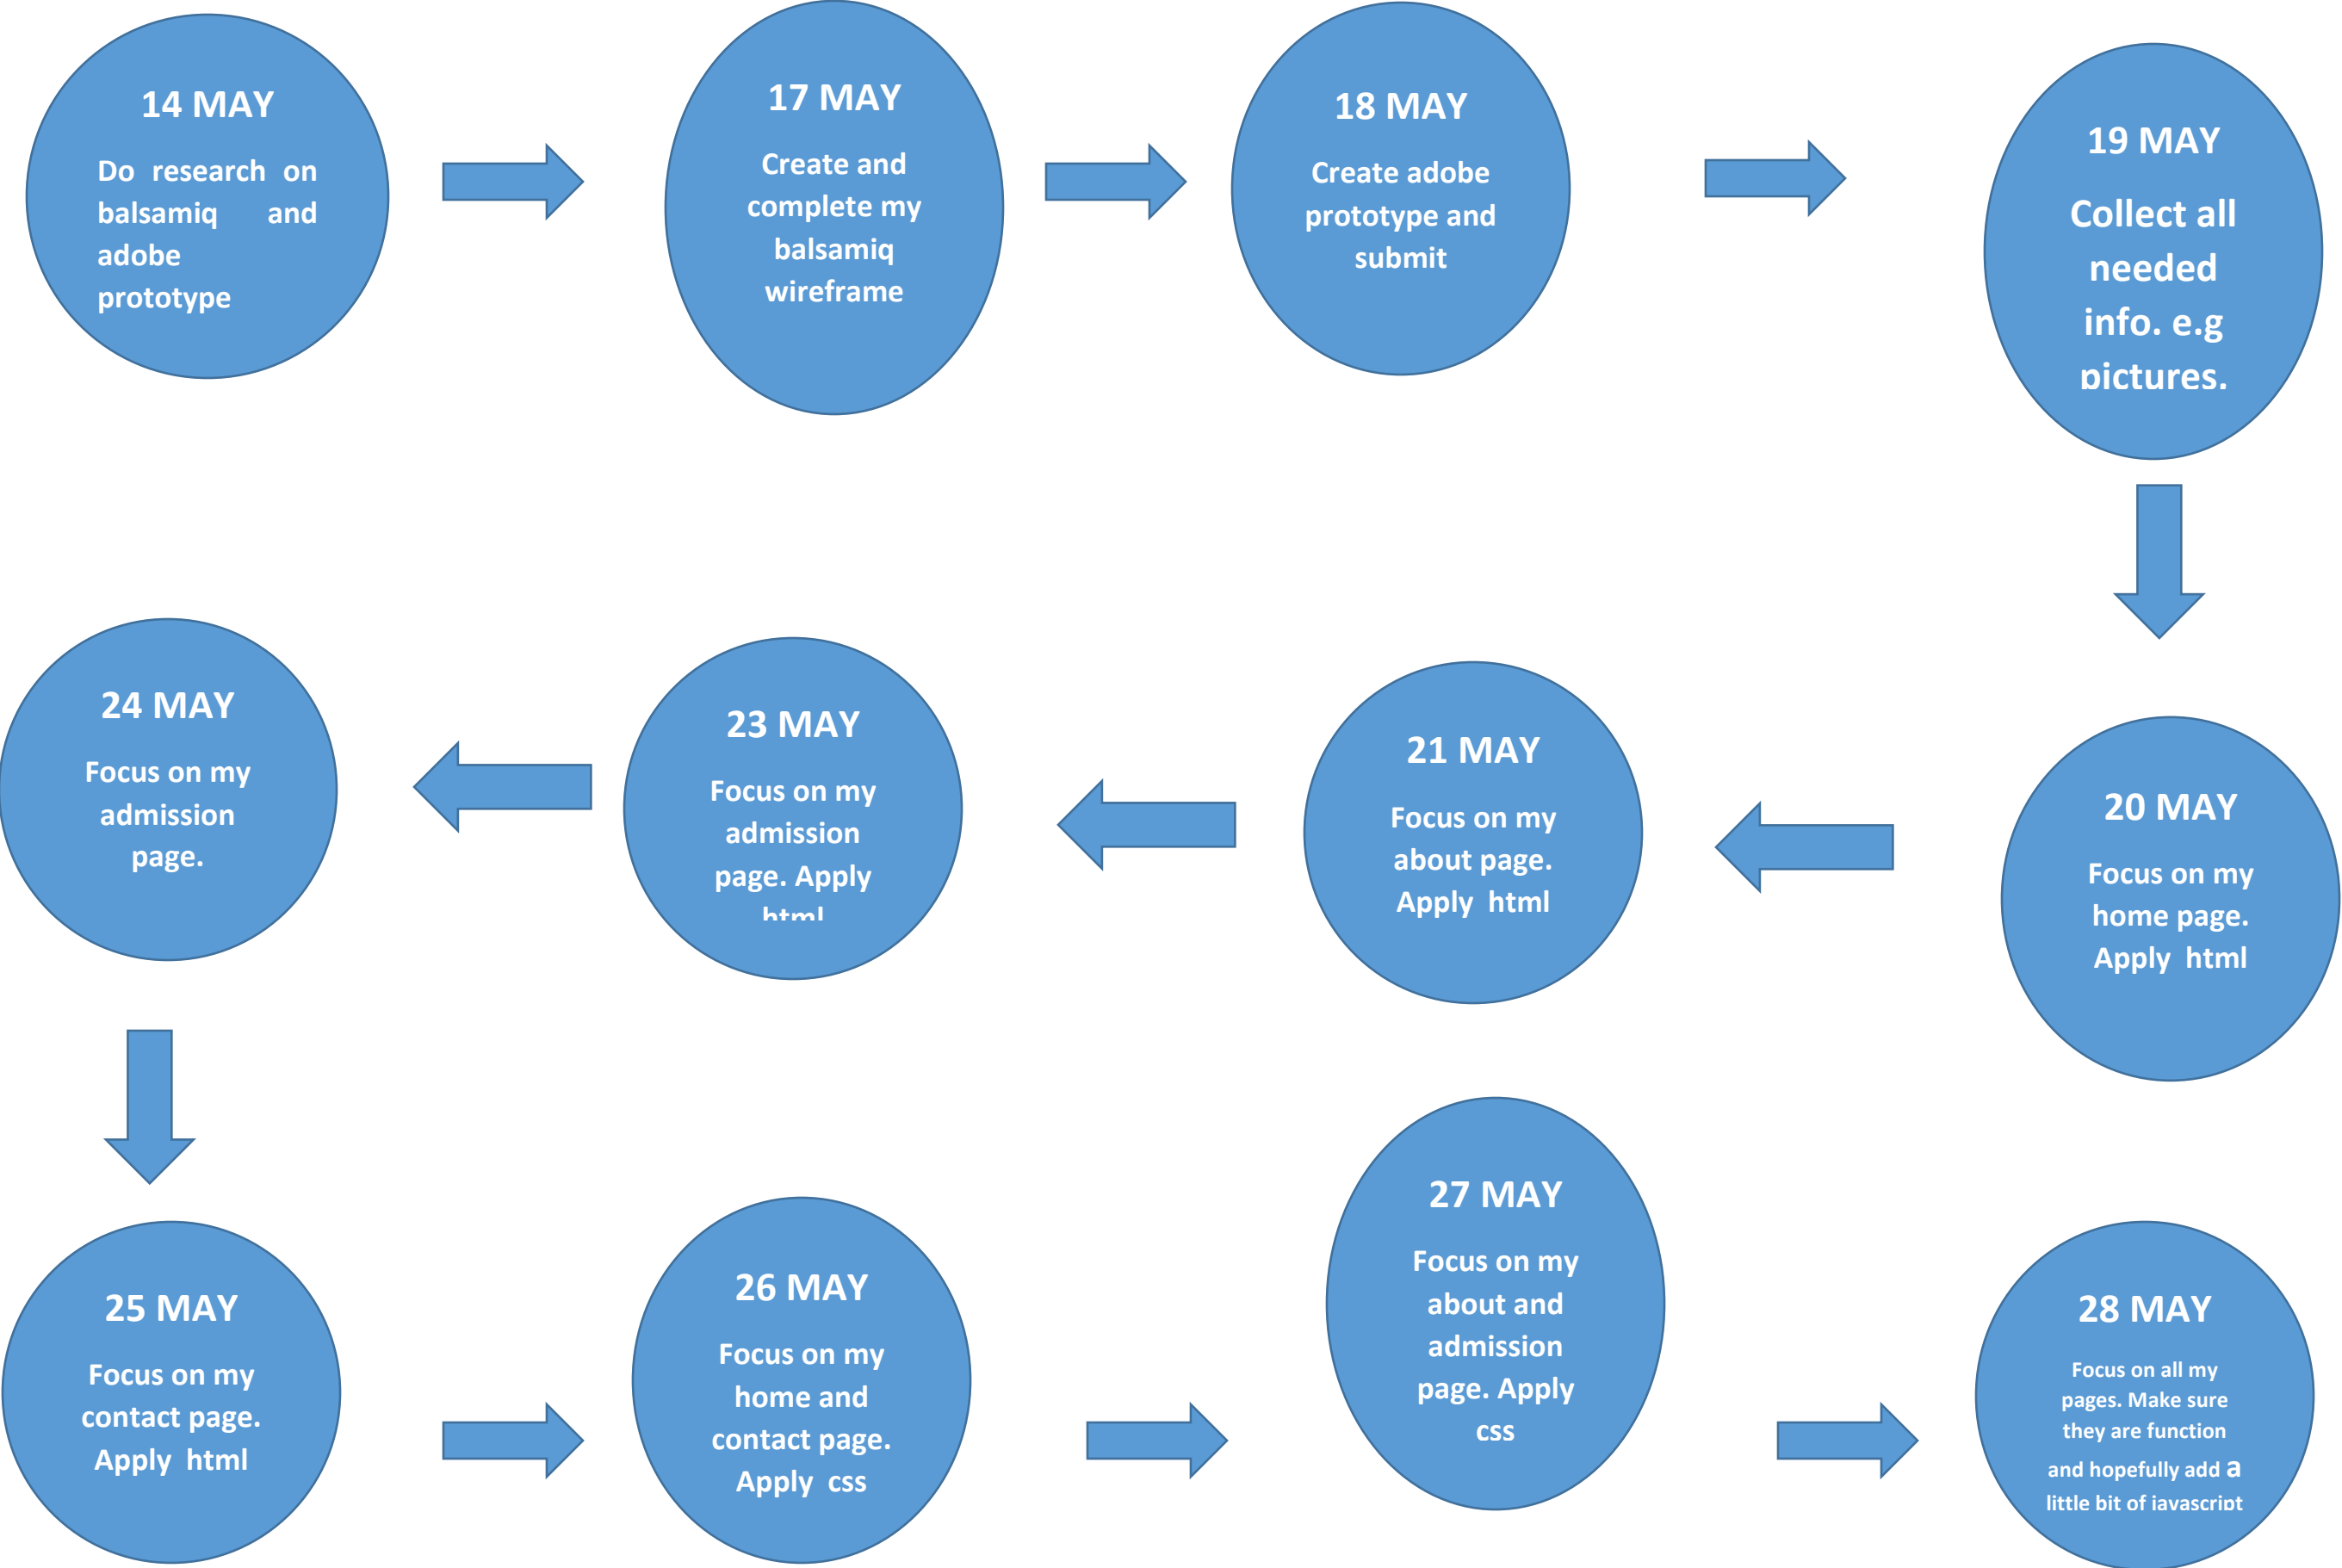 14 MAY
Do research on
balsamiq and
adobe
prototype
17 MAY
Create and
complete my
balsamiq
wireframe
18 MAY
Create adobe
prototype and
submit
19 MAY
Collect all
needed
info. e.g
pictures.
20 MAY
Focus on my
home page.
Apply html
21 MAY
Focus on my
about page.
Apply html
23 MAY
Focus on my
admission
page. Apply
html
24 MAY
Focus on my
admission
page.
25 MAY
Focus on my
contact page.
Apply html
26 MAY
Focus on my
home and
contact page.
Apply css
27 MAY
Focus on my
about and
admission
page. Apply
css
28 MAY
Focus on all my
pages. Make sure
they are function
and hopefully add a
little bit of javascript